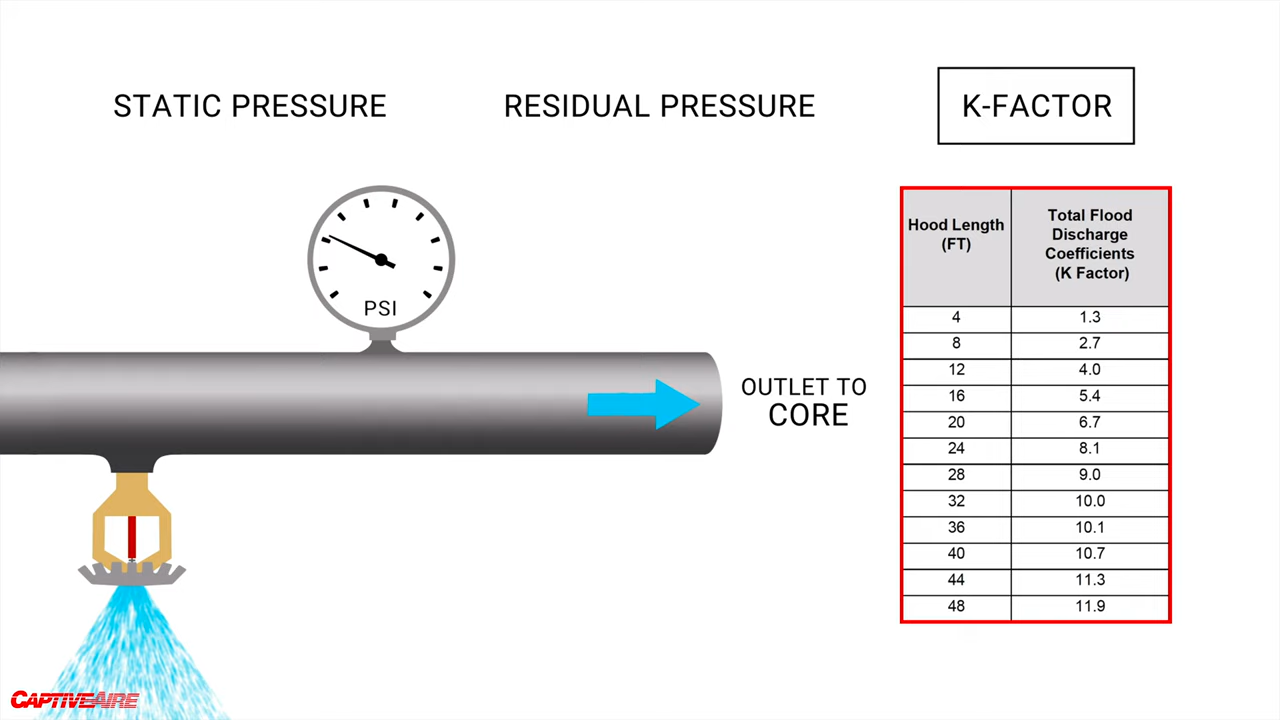 STATIC PRESSURE
RESIDUAL PRESSURE
K-FACTOR
PSI
OUTLET TO
CORE
Hood Length
(FT)
Total Flood
Discharge
Coefficients
(K Factor)
4 1.3
8 2.7
12 4.0
16 5.4
20 6.7
24 8.1
28 9.0
32 10.0
36 10.1
40 10.7
44 11.3
48 11.9
CAPTIVEAIRE